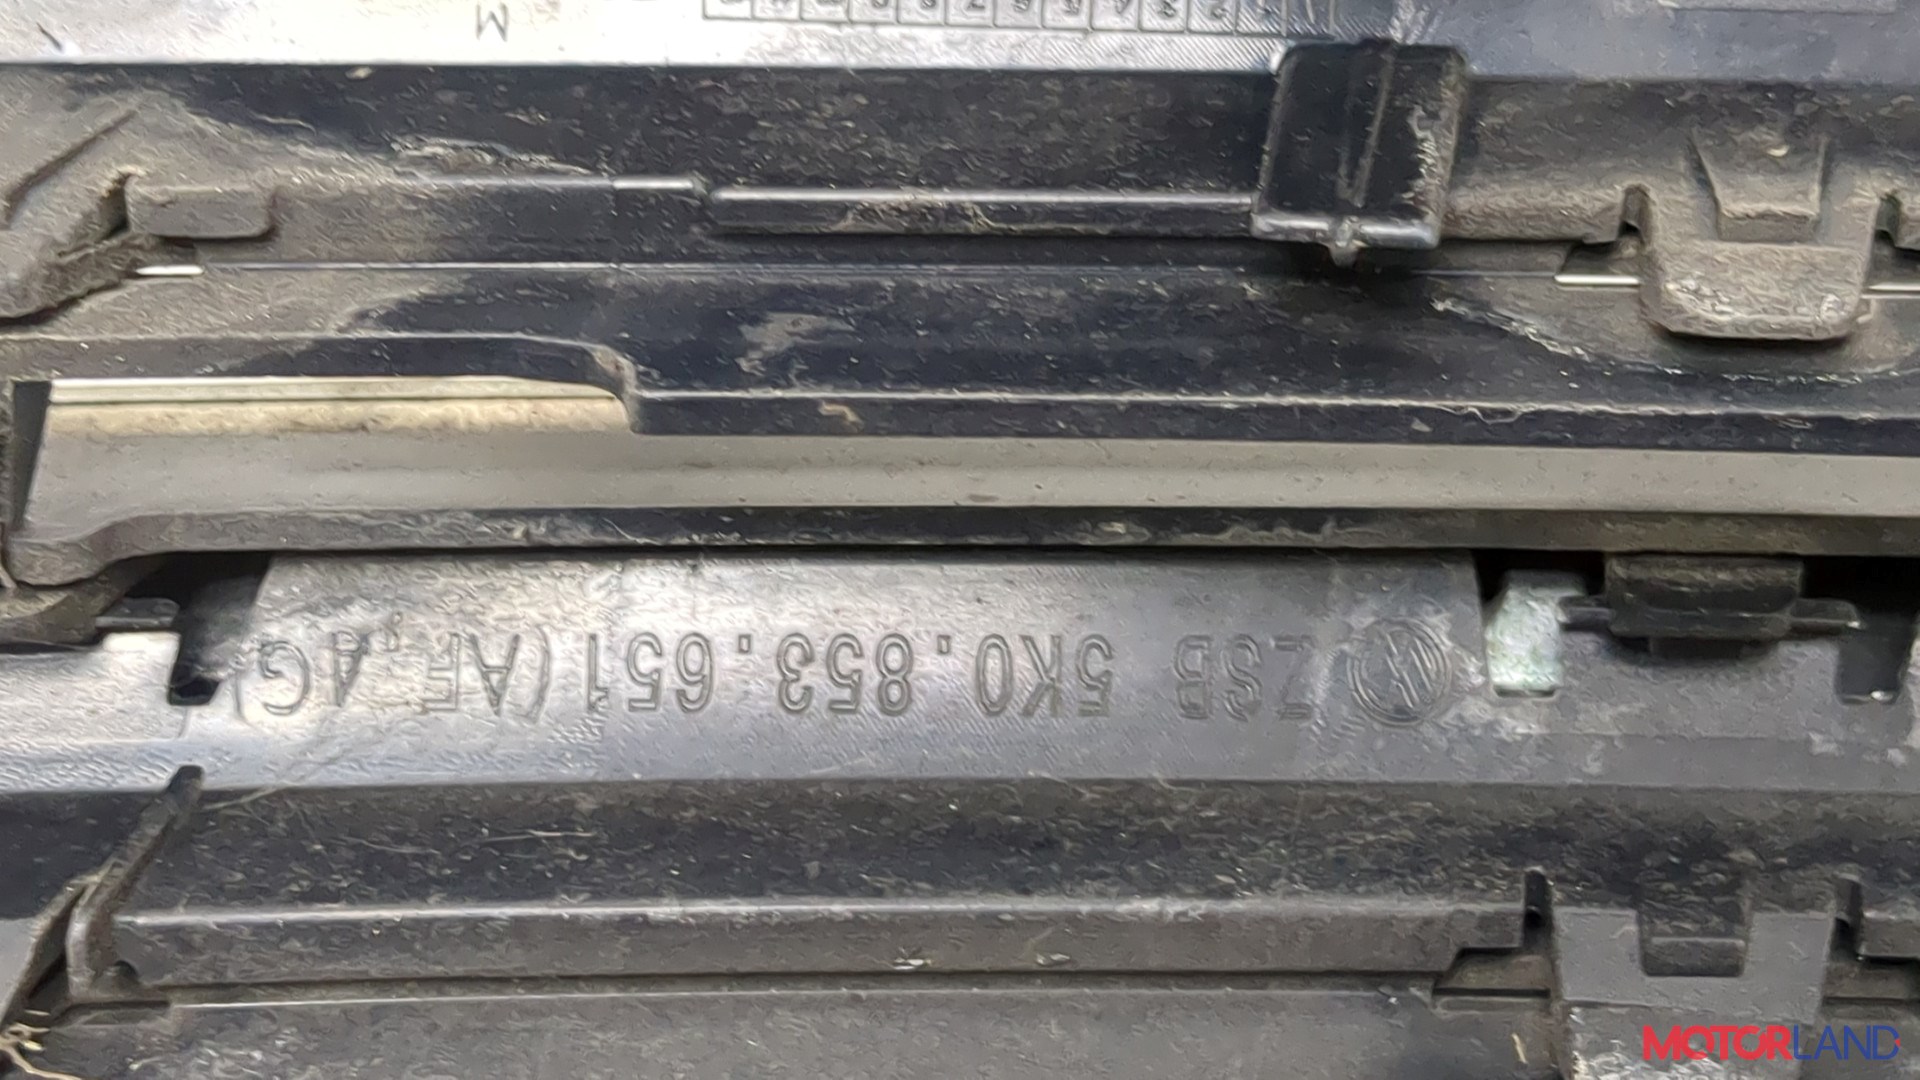 ZSB 5K0.853.651(AF,AG)
M
MOTORLAND